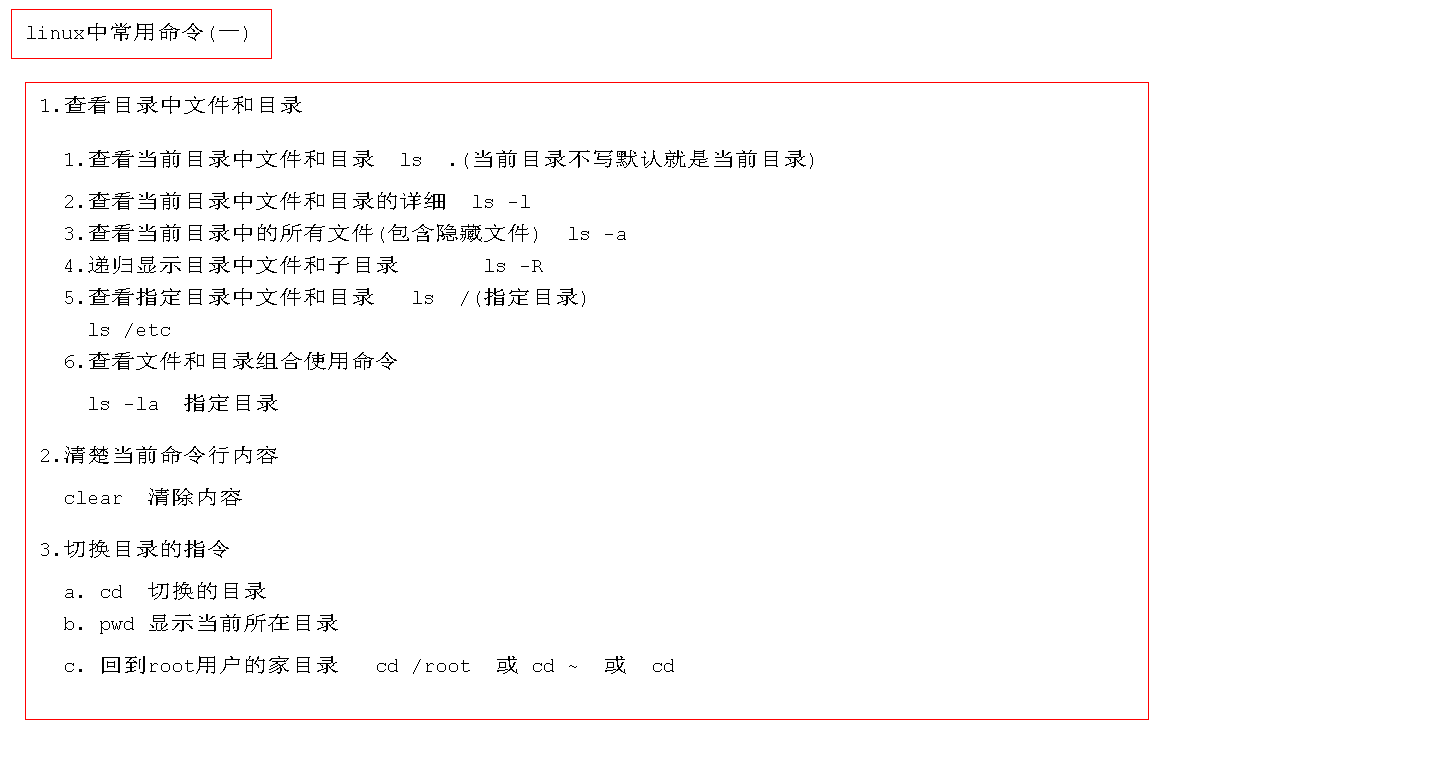 linux中常用命令(一)
1.查看目录中文件和目录
1.查看当前目录中文件和目录  ls  .(当前目录不写默认就是当前目录)
2.查看当前目录中文件和目录的详细  ls -l
3.查看当前目录中的所有文件(包含隐藏文件)  ls -a
4.递归显示目录中文件和子目录       ls -R
5.查看指定目录中文件和目录   ls  /(指定目录)
ls /etc
6.查看文件和目录组合使用命令
ls -la  指定目录
2.清楚当前命令行内容
clear  清除内容
3.切换目录的指令
a. cd  切换的目录
b. pwd 显示当前所在目录
c. 回到root用户的家目录   cd /root  或 cd ~  或  cd